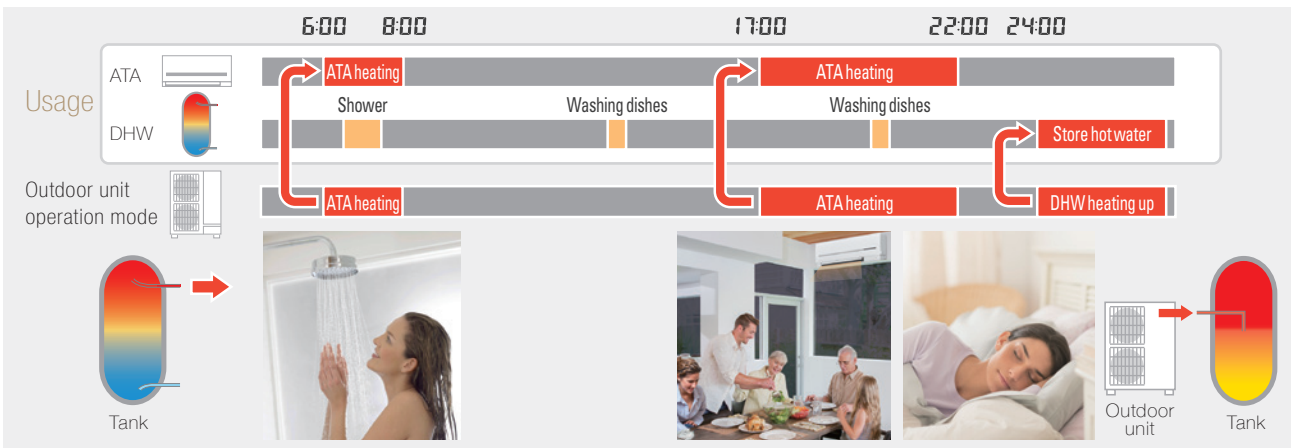 6:00 8:00 17:00 22:00 24:00
Usage
ATA
ATA heating ATA heating
Shower Washing dishes Washing dishes
DHW
Store hot water
Outdoor unit
operation mode
ATA heating ATA heating DHW heating up
Tank
Outdoor
unit
Tank